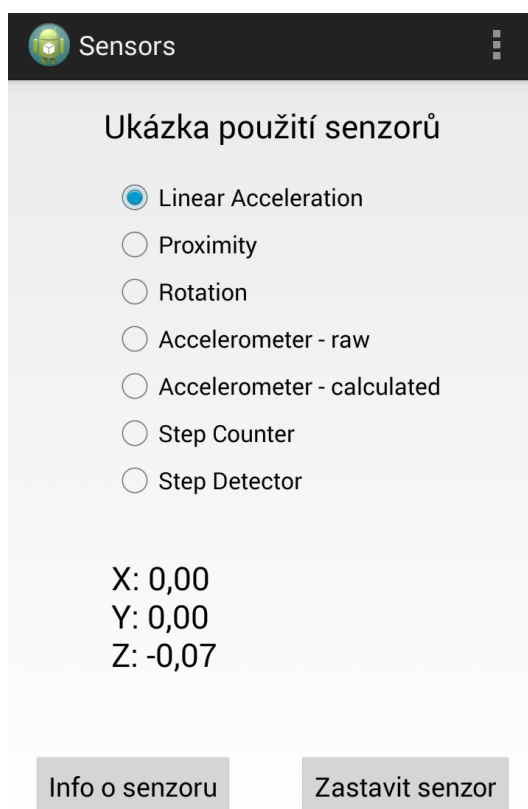 Sensors
Ukázka použití senzorů
Linear Acceleration
Proximity
Rotation
Accelerometer - raw
Accelerometer - calculated
Step Counter
Step Detector
X: 0,00
Y: 0,00
Z: -0,07
Info o senzoru Zastavit senzor